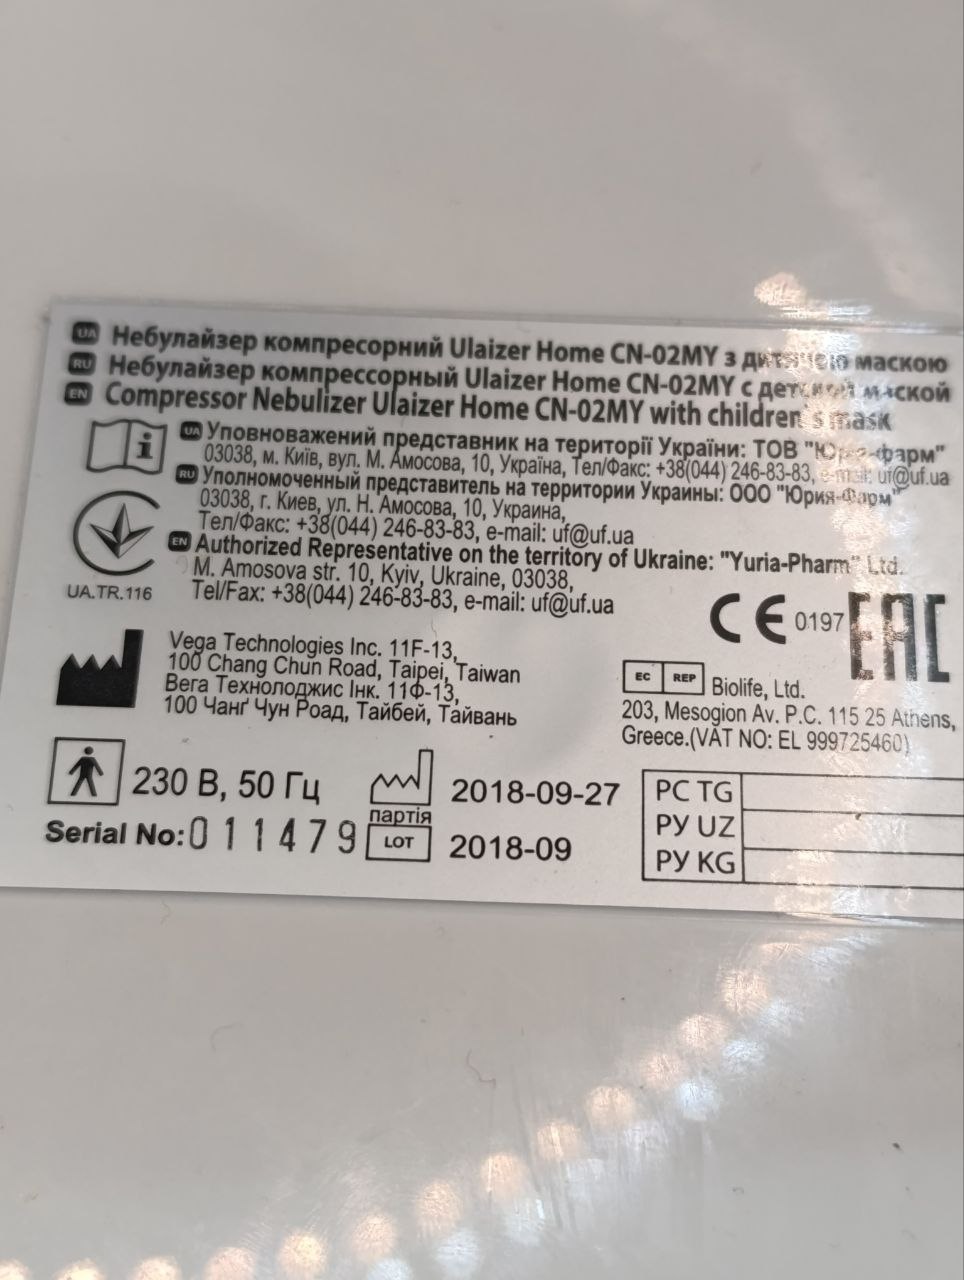 UA Небулайзер компресорний Ulaizer Home CN-02MY з дитячою маскою
RU Небулайзер компрессорный Ulaizer Home CN-02MY с детской маской
EN Compressor Nebulizer Ulaizer Home CN-02MY with children's mask
UA Уповноважений представник на території України: ТОВ "Юрія-фарм"
03038, м. Київ, вул. М. Амосова, 10, Україна, Тел/Факс: +38(044) 246-83-83, e-mail: uf@uf.ua
RU Уполномоченный представитель на территории Украины: ООО "Юрия-Фарм"
03038, г. Киев, ул. Н. Амосова, 10, Украина,
Тел/Факс: +38(044) 246-83-83, e-mail: uf@uf.ua
EN Authorized Representative on the territory of Ukraine: "Yuria-Pharm" Ltd.
M. Amosova str. 10, Kyiv, Ukraine, 03038,
Tel/Fax: +38(044) 246-83-83, e-mail: uf@uf.ua
UA.TR.116
CE 0197 EAC
Vega Technologies Inc. 11F-13,
100 Chang Chun Road, Taipei, Taiwan
Вега Технолоджис Інк. 11Ф-13,
100 Чанґ Чун Роад, Тайбей, Тайвань
EC REP Biolife, Ltd.
203, Mesogion Av. P.C. 115 25 Athens,
Greece.(VAT NO: EL 999725460)
230 В, 50 Гц
2018-09-27
Serial No:011479
партія
LOT 2018-09
РС TG
РУ UZ
РУ KG